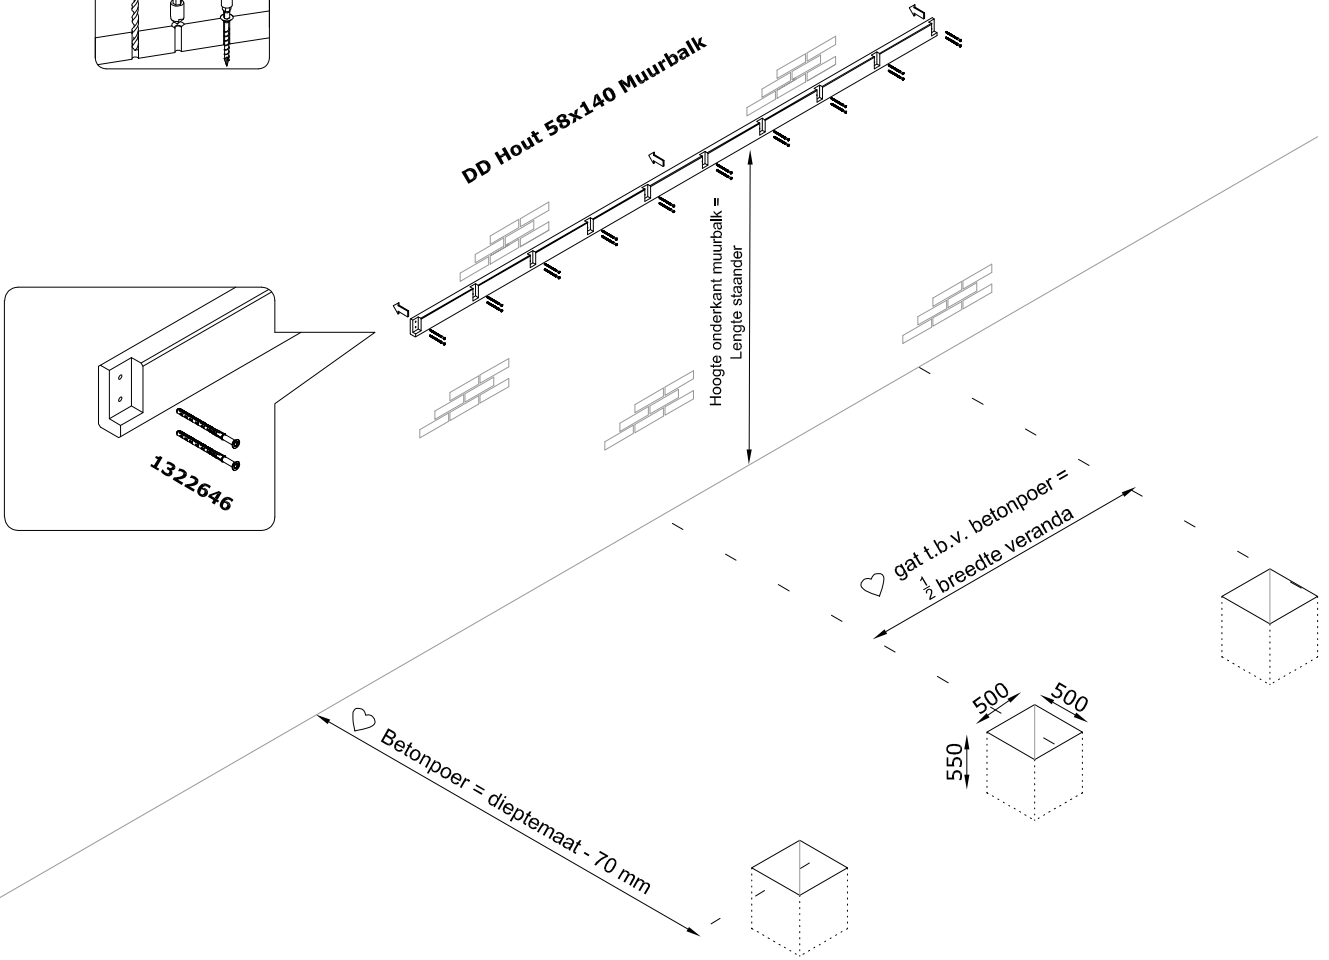 DD Hout 58x140 Muurbalk
Hoogte onderkant muurbalk =
Lengte staander
1322646
♡ gat t.b.v. betonpoer =
1/2 breedte veranda
500
500
550
♡ Betonpoer = dieptemaat - 70 mm